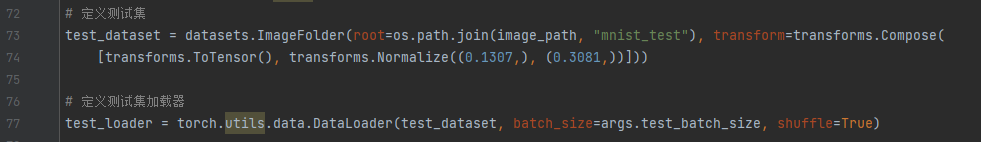 72 # 定义测试集
73 test_dataset = datasets.ImageFolder(root=os.path.join(image_path, "mnist_test"), transform=transforms.Compose(
74 [transforms.ToTensor(), transforms.Normalize((0.1307,), (0.3081,))]))
75
76 # 定义测试集加载器
77 test_loader = torch.utils.data.DataLoader(test_dataset, batch_size=args.test_batch_size, shuffle=True)